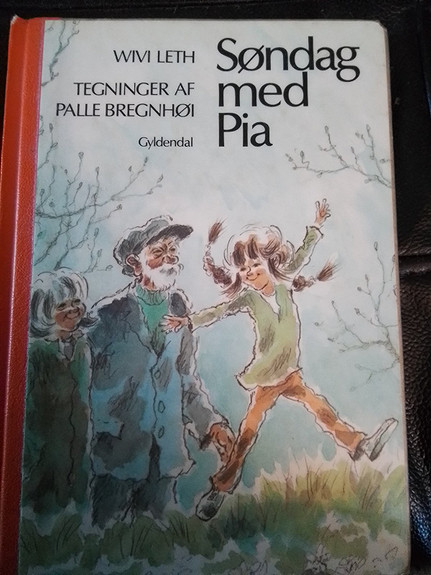 WIVI LETH
TEGNINGER AF
PALLE BREGNHØI
Gyldendal
Søndag
med
Pia